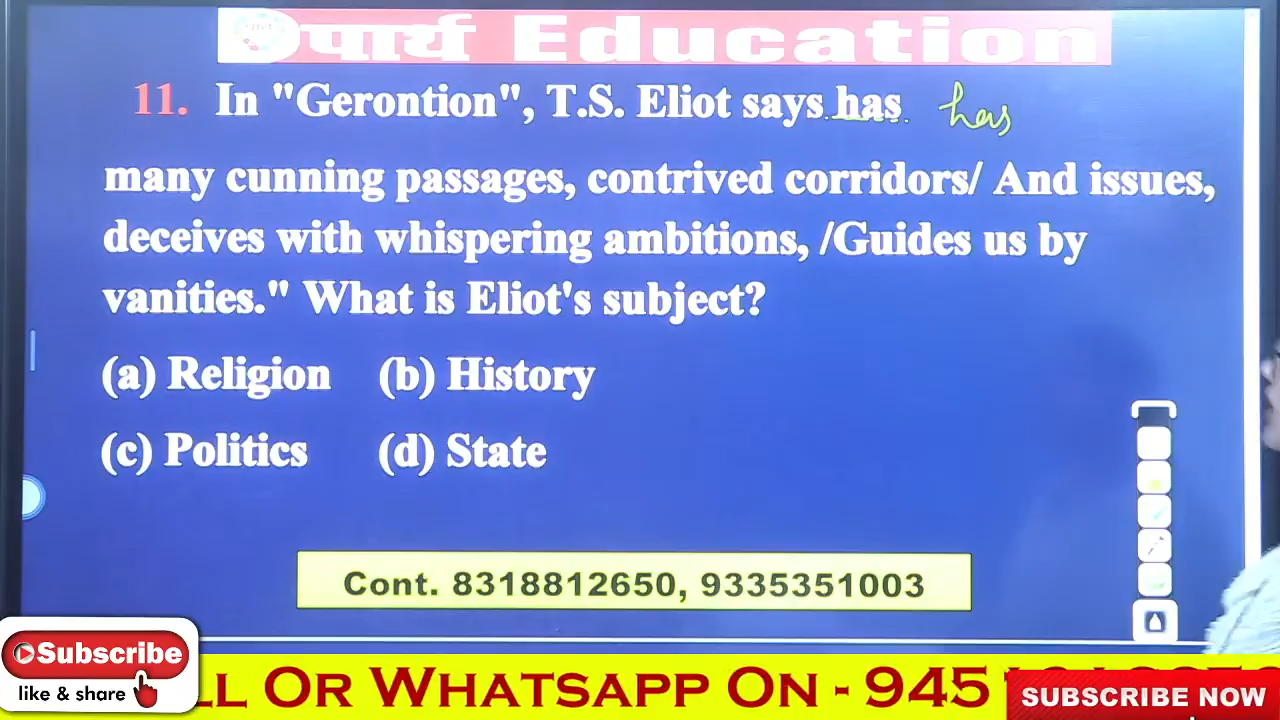 पार्य Education
11. In "Gerontion", T.S. Eliot says has has
many cunning passages, contrived corridors/ And issues,
deceives with whispering ambitions, /Guides us by
vanities." What is Eliot's subject?
(a) Religion (b) History
(c) Politics (d) State
Cont. 8318812650, 9335351003
Subscribe
like & share
LL OR WHATSAPP ON - 945
SUBSCRIBE NOW